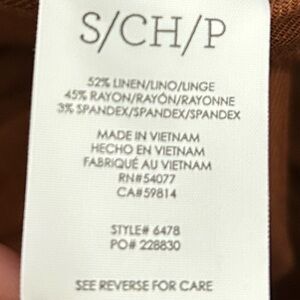 S/CH/P
52% LINEN/LINO/LINGE
45% RAYON/RAYÓN/RAYONNE
3% SPANDEX/SPANDEX/SPANDEX
MADE IN VIETNAM
HECHO EN VIETNAM
FABRIQUÉ AU VIETNAM
RN#54077
CA#59814
STYLE# 6478
PO# 228830
SEE REVERSE FOR CARE